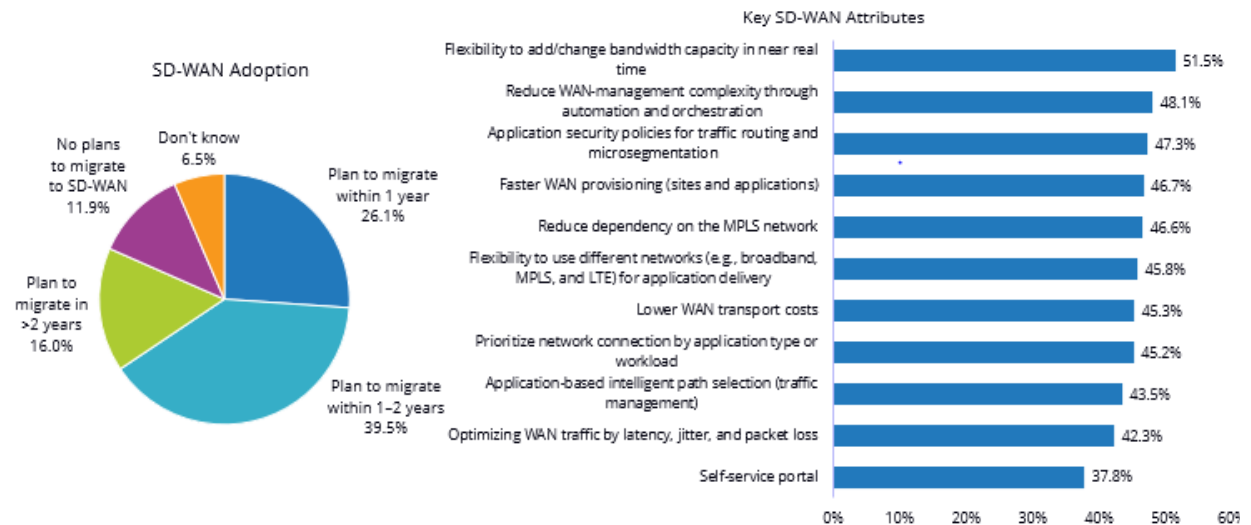 Key SD-WAN Attributes
SD-WAN Adoption
Don't know
6.5%
No plans
to migrate
to SD-WAN
11.9%
Plan to migrate
within 1 year
26.1%
Plan to
migrate in
>2 years
16.0%
Plan to migrate
within 1–2 years
39.5%
Flexibility to add/change bandwidth capacity in near real
time
51.5%
Reduce WAN-management complexity through
automation and orchestration
48.1%
Application security policies for traffic routing and
microsegmentation
47.3%
Faster WAN provisioning (sites and applications)
46.7%
Reduce dependency on the MPLS network
46.6%
Flexibility to use different networks (e.g., broadband,
MPLS, and LTE) for application delivery
45.8%
Lower WAN transport costs
45.3%
Prioritize network connection by application type or
workload
45.2%
Application-based intelligent path selection (traffic
management)
43.5%
Optimizing WAN traffic by latency, jitter, and packet loss
42.3%
Self-service portal
37.8%
0% 10% 20% 30% 40% 50% 60%